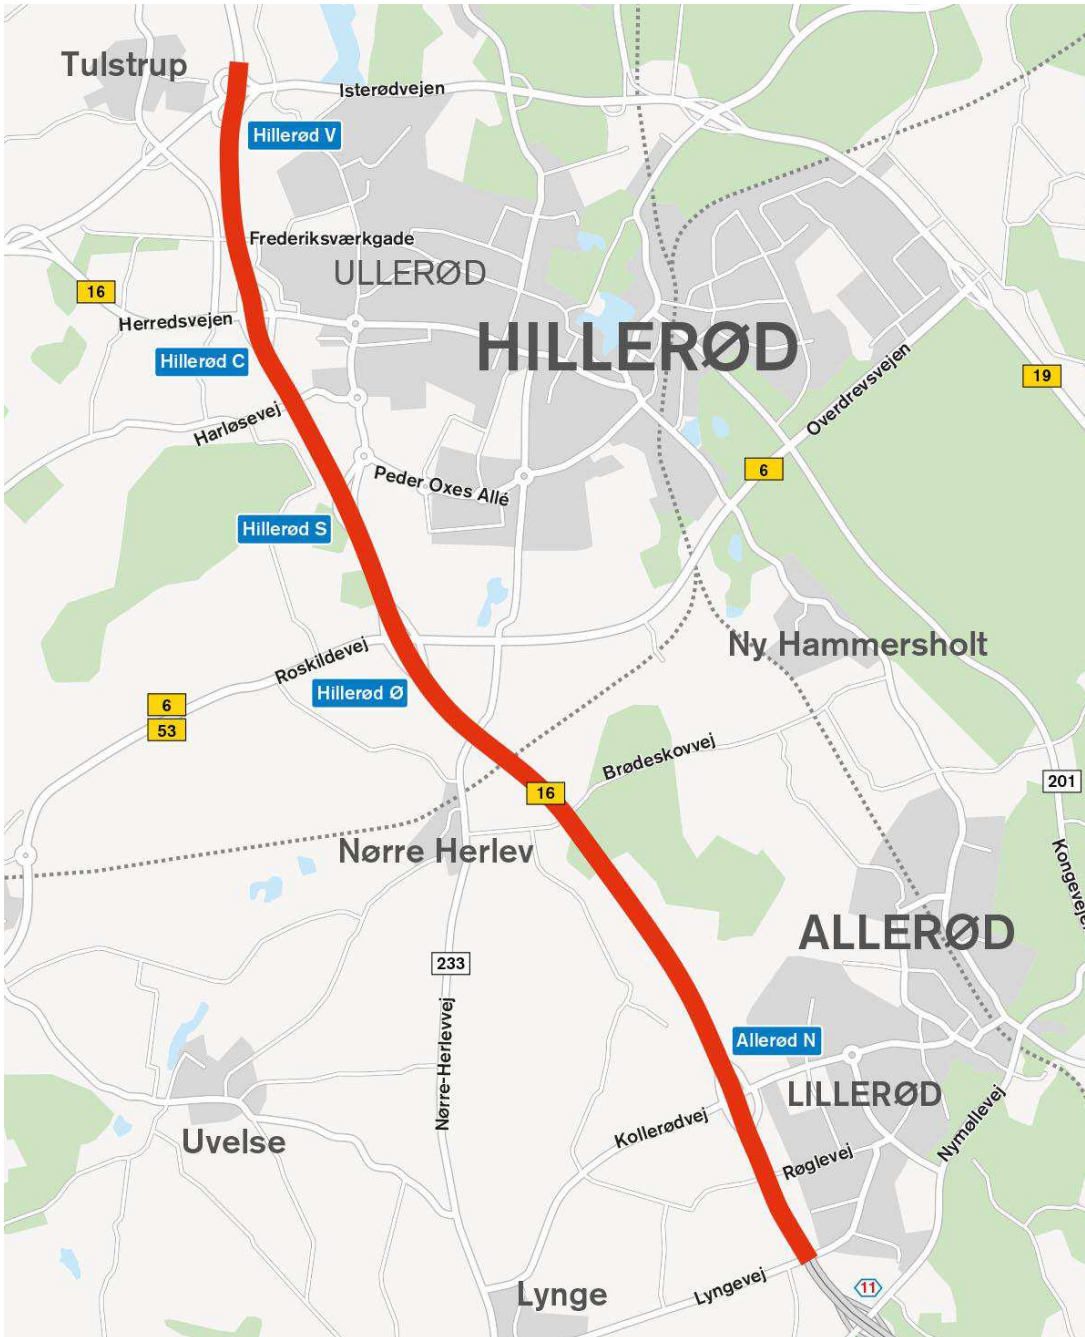 Tulstrup
Isterødvejen
Hillerød V
Frederiksværkgade
ULLERØD
16
Herredsvejen
HILLERØD
Hillerød C
19
Overdrevsvejen
Harløsevej
6
Peder Oxes Allé
Hillerød S
Ny Hammersholt
Roskildevej
Hillerød Ø
6
53
Brødeskovvej
201
16
Nørre Herlev
Kongevejen
ALLERØD
233
Nørre-Herlevvej
Allerød N
LILLERØD
Kollerødvej
Nymøllevej
Uvelse
Røglevej
Lyngevej
11
Lynge